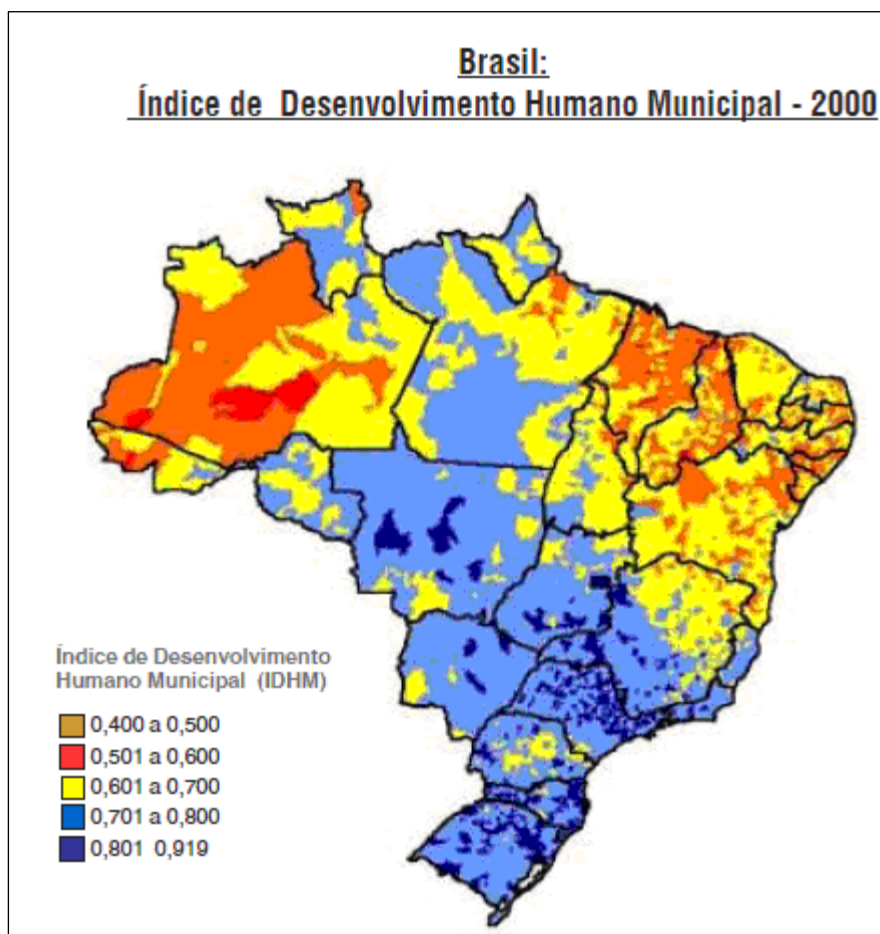 Brasil:
Índice de Desenvolvimento Humano Municipal - 2000
Índice de Desenvolvimento
Humano Municipal (IDHM)
0,400 a 0,500
0,501 a 0,600
0,601 a 0,700
0,701 a 0,800
0,801 0,919